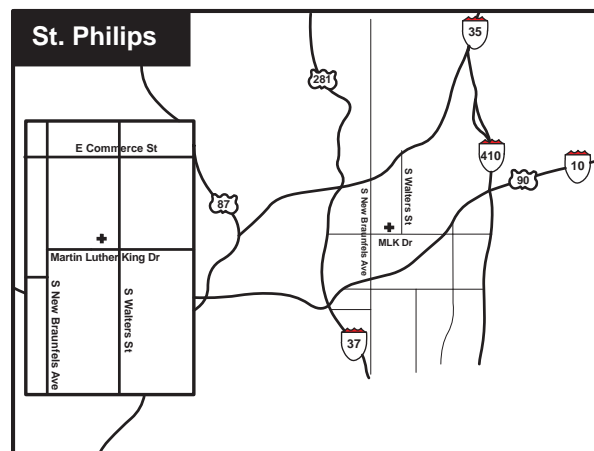 St. Philips
35
281
E Commerce St
410
10
90
87
S New Braunfels Ave
S Walters St
MLK Dr
Martin Luther King Dr
S New Braunfels Ave
S Walters St
37